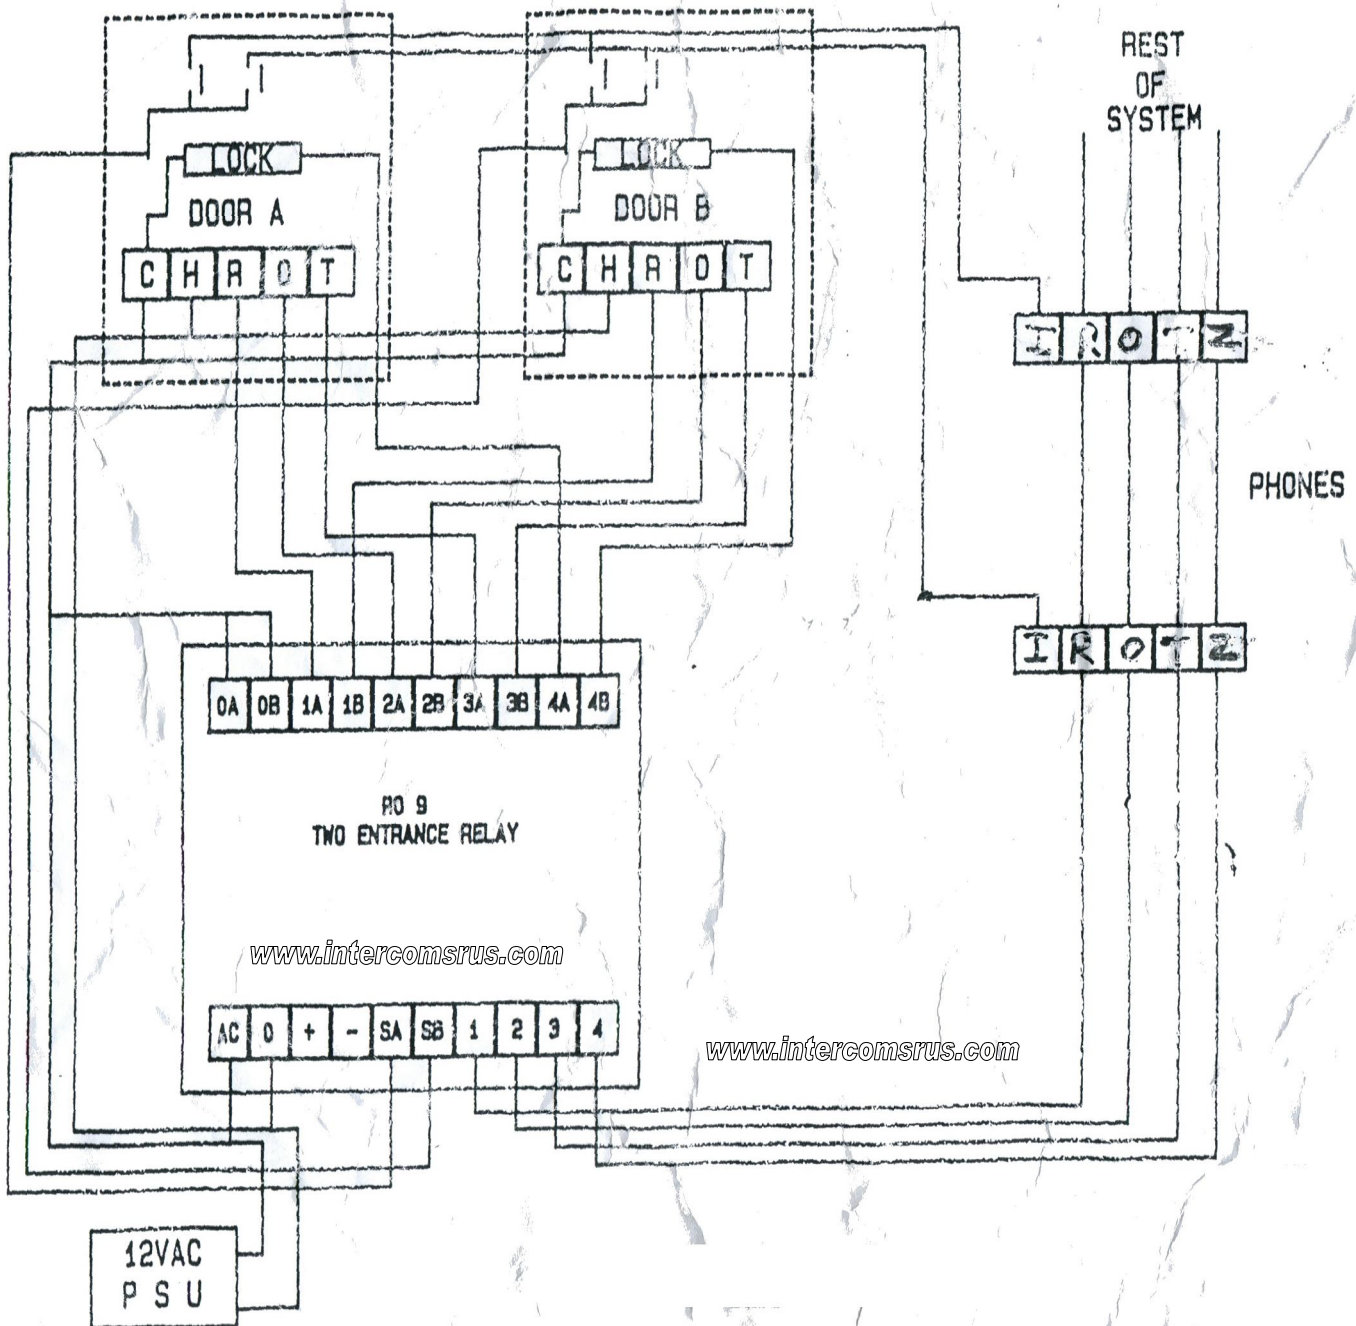 REST
OF
SYSTEM
LOCK
LOCK
DOOR A
DOOR B
C H R O T
C H R O T
I R O T Z
PHONES
I R O T Z
0A 0B 1A 1B 2A 2B 3A 3B 4A 4B
RO 9
TWO ENTRANCE RELAY
www.intercomsrus.com
AC 0 + - SA SB 1 2 3 4
www.intercomsrus.com
12VAC
P S U